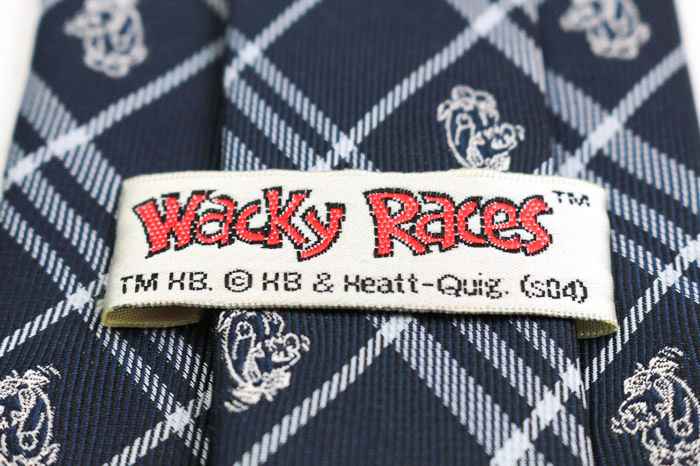 Wacky Races™
TM HB. © HB & Heatt-Quig. (s04)